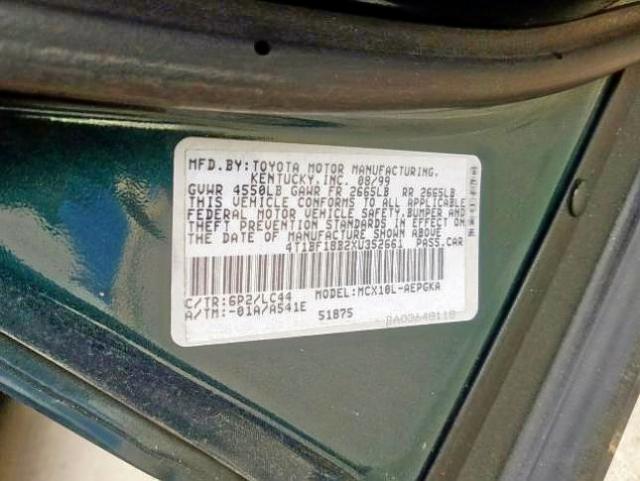 MFD.BY:TOYOTA MOTOR MANUFACTURING,
KENTUCKY,INC. 08/99
GVWR 4550LB GAWR FR 2665LB RR 2665LB
THIS VEHICLE CONFORMS TO ALL APPLICABLE
FEDERAL MOTOR VEHICLE SAFETY,BUMPER AND
THEFT PREVENTION STANDARDS IN EFFECT ON
THE DATE OF MANUFACTURE SHOWN ABOVE.
4T1BF18B2XU352661 PASS.CAR
C/TR:6P2/LC44 MODEL:MCX10L-AEPGKA
A/TM:-01A/A541E 51875